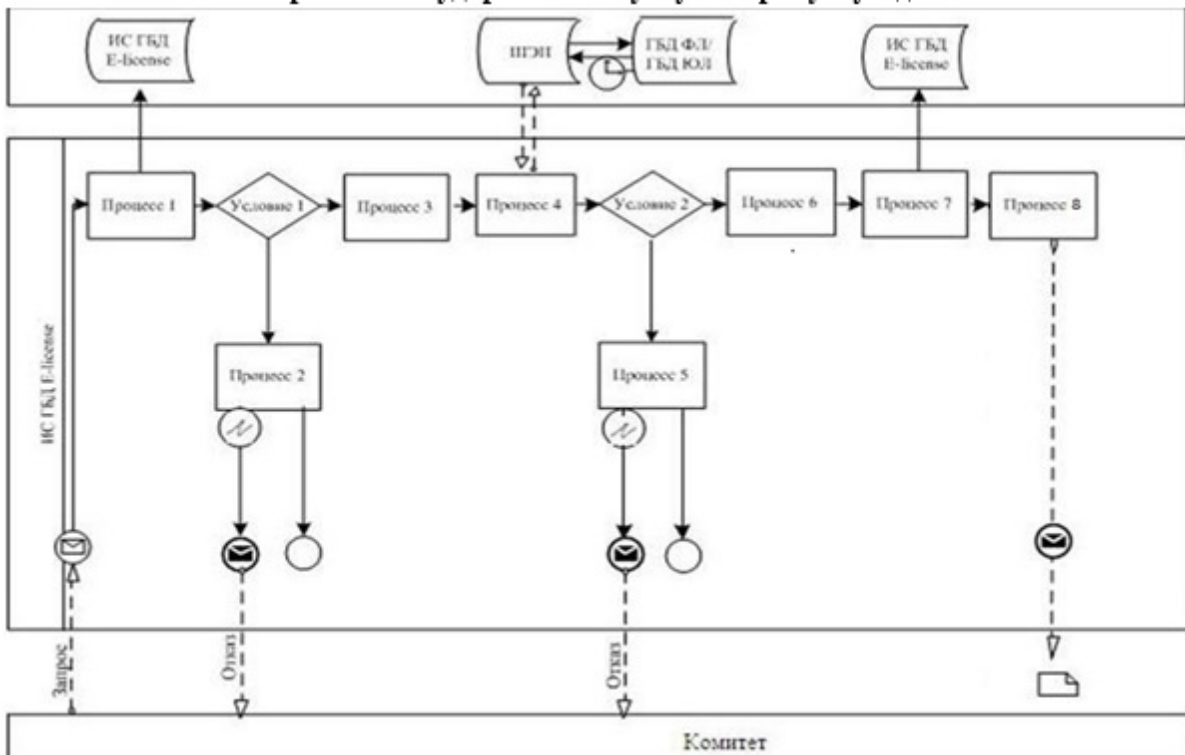 ИС ГБД
E-license
ШЭП
ГБД ФЛ/
ГБД ЮЛ
ИС ГБД
E-license
Процесс 1
Условие 1
Процесс 3
Процесс 4
Условие 2
Процесс 6
Процесс 7
Процесс 8
Процесс 2
Процесс 5
ИС ГБД E-license
Запрос
Отказ
Отказ
Комитет